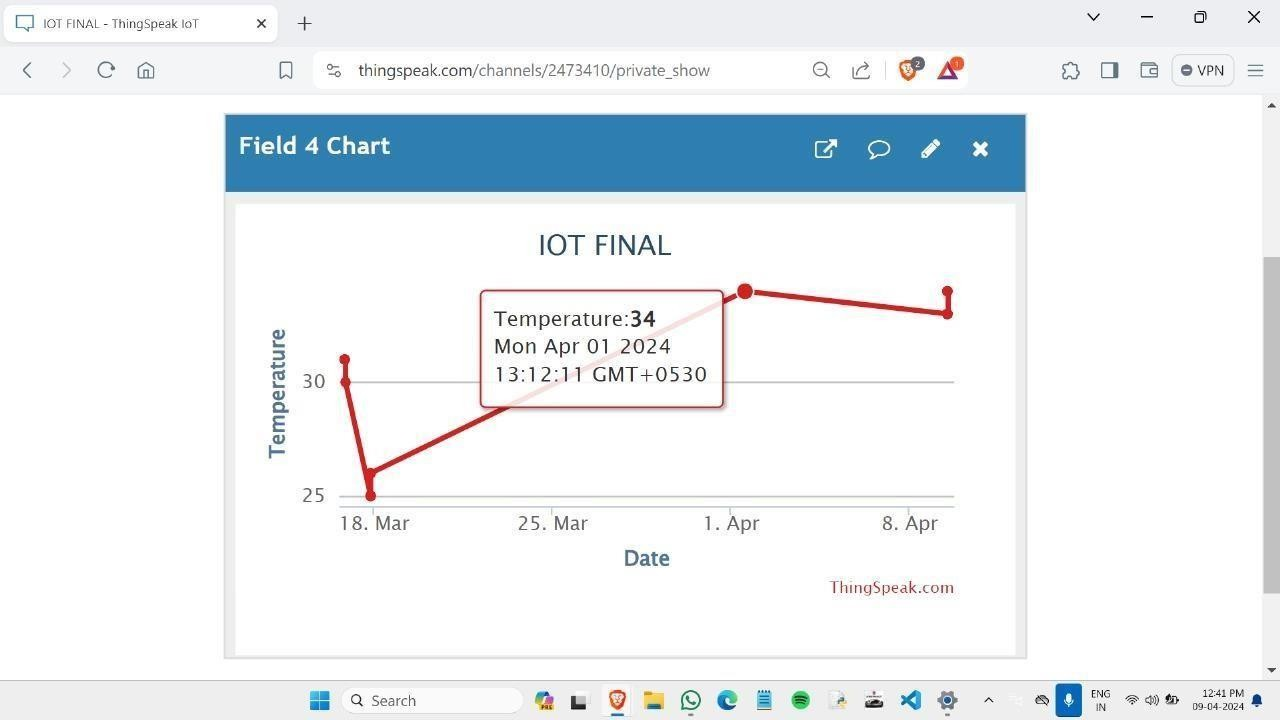 IOT FINAL - ThingSpeak IoT
thingspeak.com/channels/2473410/private_show
2
1
VPN
Field 4 Chart
IOT FINAL
Temperature:34
Mon Apr 01 2024
13:12:11 GMT+0530
Temperature
30
25
18. Mar
25. Mar
1. Apr
8. Apr
Date
ThingSpeak.com
Search
ENG
IN
12:41 PM
09-04-2024